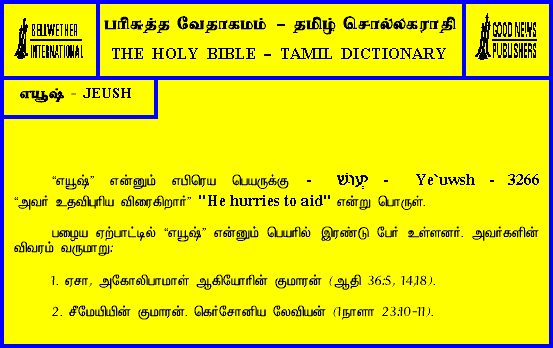 BELLWETHER
INTERNATIONAL
பரிசுத்த வேதாகமம் – தமிழ் சொல்லகராதி
THE HOLY BIBLE – TAMIL DICTIONARY
GOOD NEWS
PUBLISHERS
எயூஷ் - JEUSH
“எயூஷ்” என்னும் எபிரெய பெயருக்கு - יְעוּשׁ - Ye`uwsh - 3266
“அவர் உதவிபுரிய விரைகிறார்” "He hurries to aid" என்று பொருள்.
பழைய ஏற்பாட்டில் “எயூஷ்” என்னும் பெயரில் இரண்டு பேர் உள்ளனர். அவர்களின்
விவரம் வருமாறு:
1. ஏசா, அகோலிபாமாள் ஆகியோரின் குமாரன் (ஆதி 36:5, 14,18).
2. சீமேயியின் குமாரன். கெர்சோனிய லேவியன் (1நாளா 23:10-11).